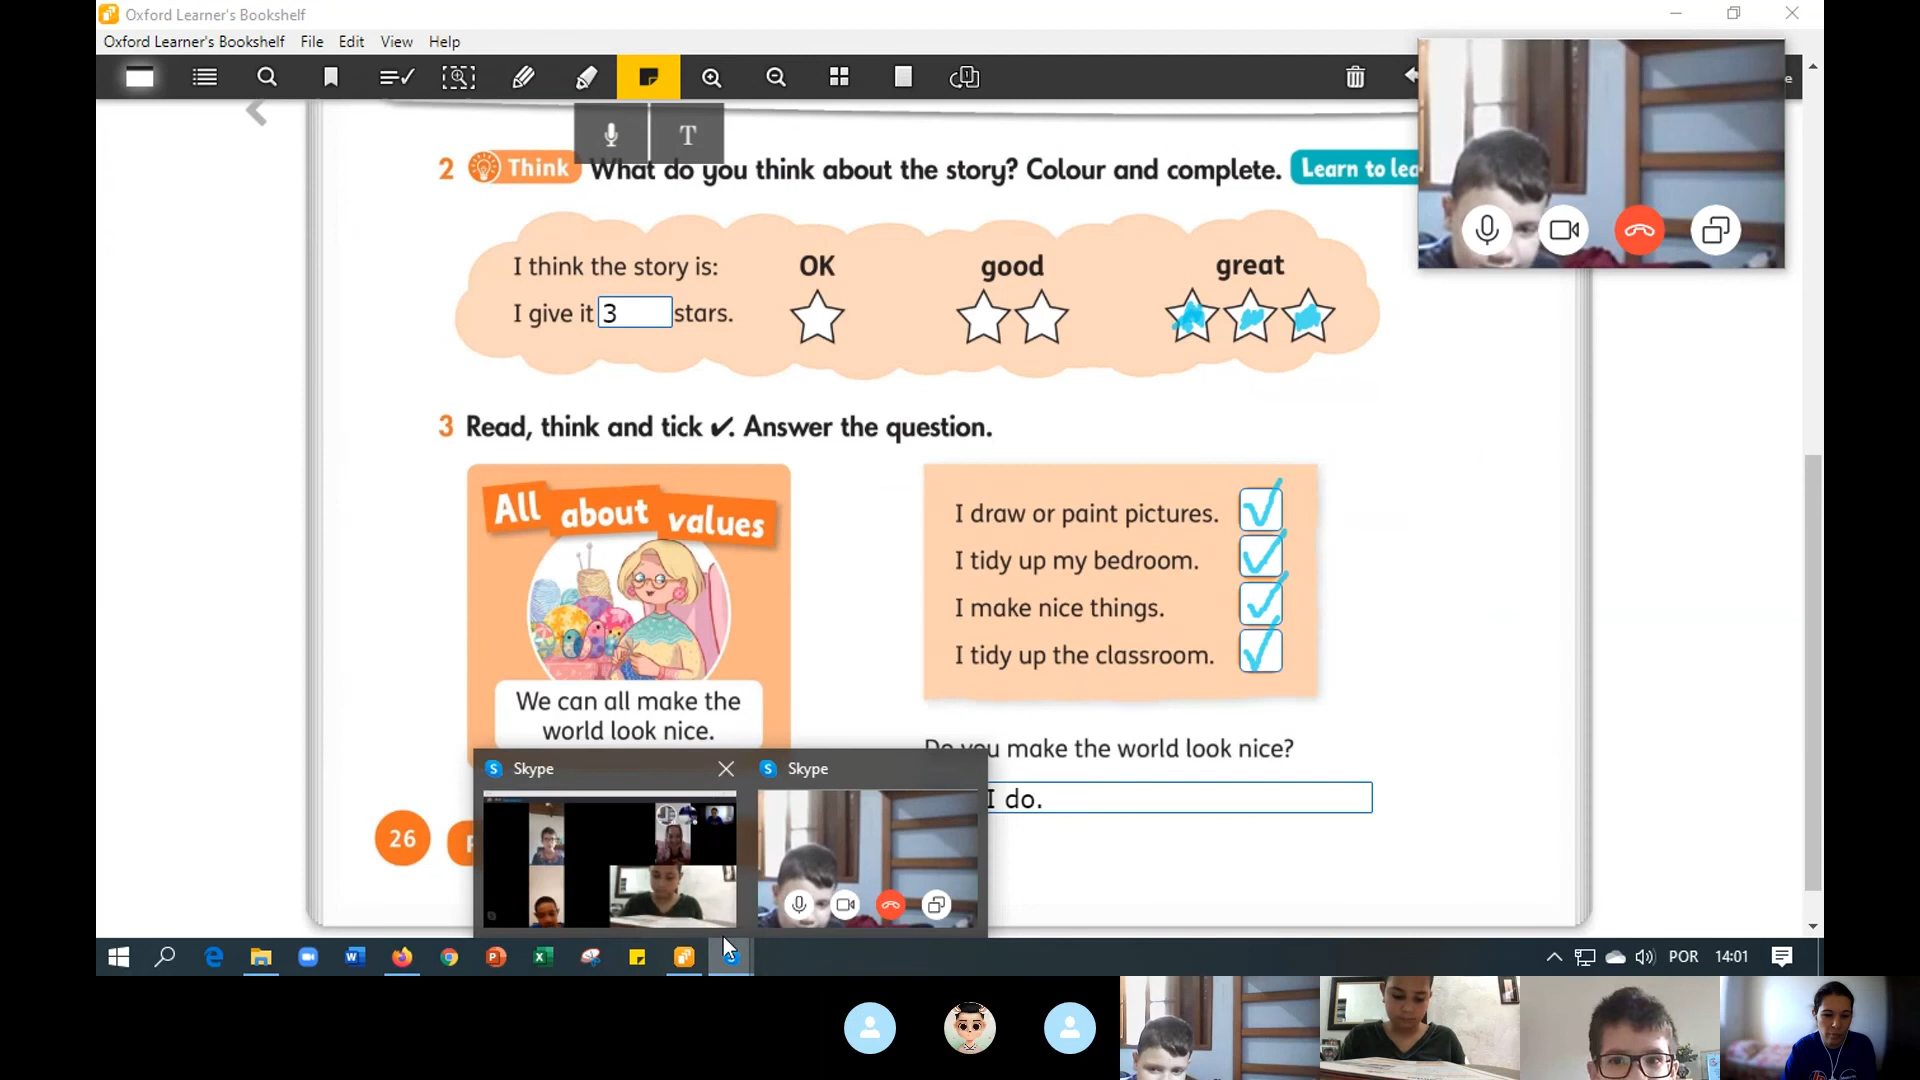 Oxford Learner's Bookshelf
Oxford Learner's Bookshelf File Edit View Help
T
2 Think What do you think about the story? Colour and complete. Learn to lea
I think the story is: OK good great
I give it 3 stars.
3 Read, think and tick ✔. Answer the question.
All about values
We can all make the
world look nice.
I draw or paint pictures. ✓
I tidy up my bedroom. ✓
I make nice things. ✓
I tidy up the classroom. ✓
Do you make the world look nice?
I do.
Skype
Skype
26
POR 14:01